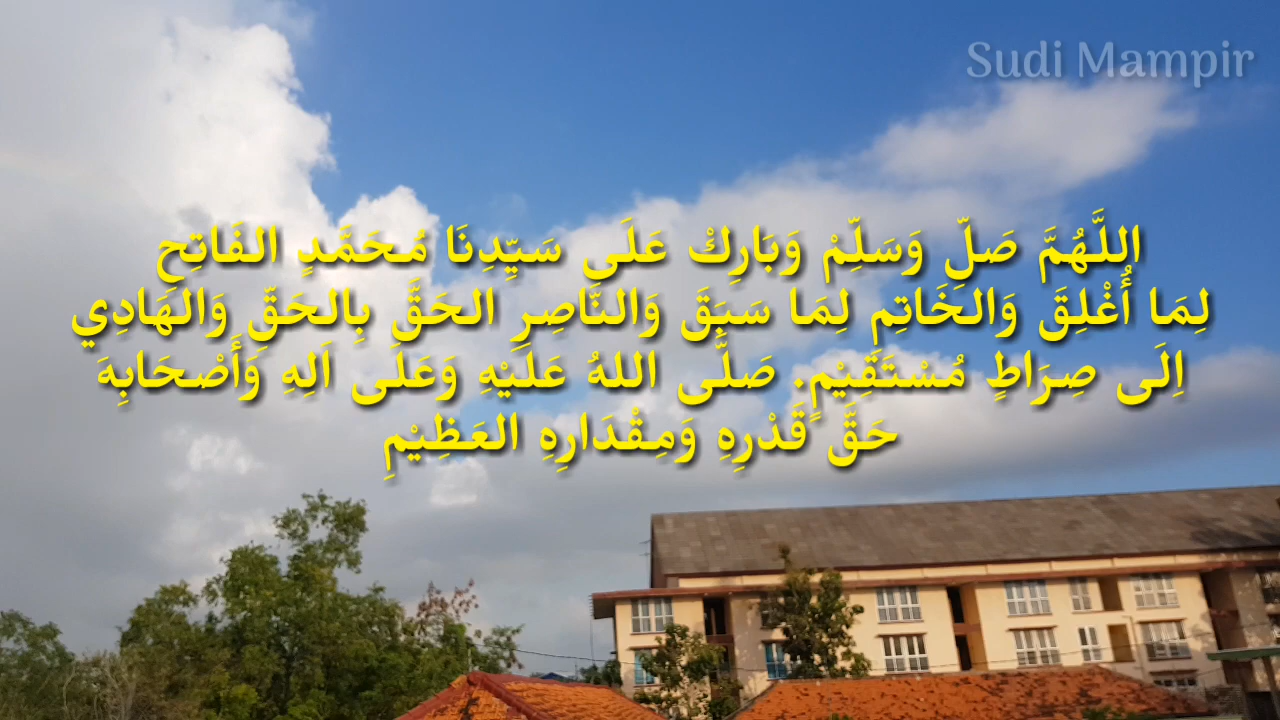 Sudi Mampir
اللَّهُمَّ صَلِّ وَسَلِّمْ وَبَارِكْ عَلَى سَيِّدِنَا مُحَمَّدٍ الفَاتِحِ
لِمَا أُغْلِقَ وَالخَاتِمِ لِمَا سَبَقَ وَالنَّاصِرِ الحَقَّ بِالحَقِّ وَالهَادِي
اِلَى صِرَاطٍ مُسْتَقِيْمٍ. صَلَّى اللهُ عَلَيْهِ وَعَلَى اَلِهِ وَأَصْحَابِهَ
حَقَّ قَدْرِهِ وَمِقْدَارِهِ العَظِيْمِ